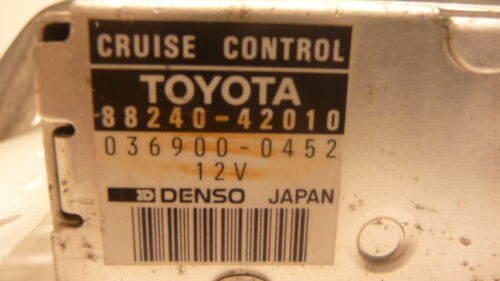 CRUISE CONTROL
TOYOTA
88240-42010
036900-0452
12V
DENSO JAPAN